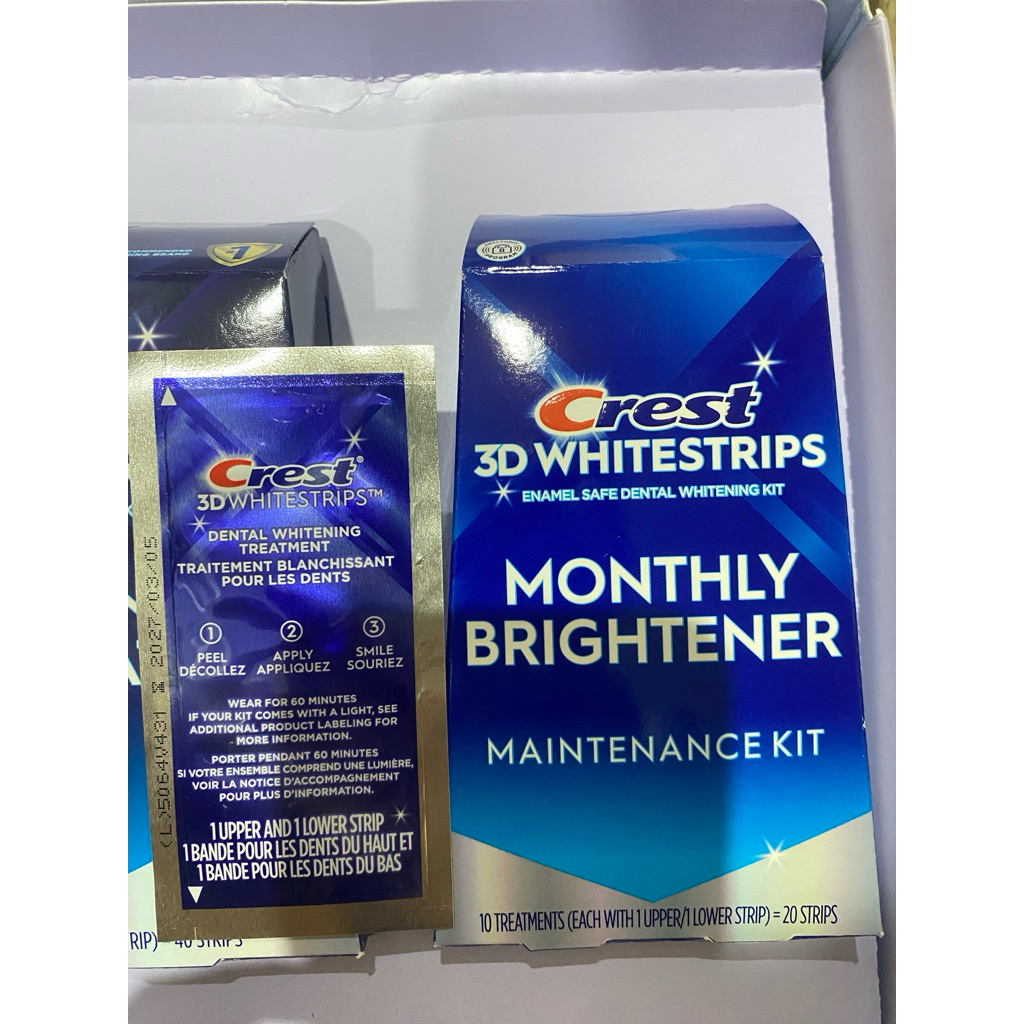 1
Crest®
3DWHITESTRIPS™
DENTAL WHITENING
TREATMENT
TRAITEMENT BLANCHISSANT
POUR LES DENTS
1 2 3
PEEL APPLY SMILE
DÉCOLLEZ APPLIQUEZ SOURIEZ
WEAR FOR 60 MINUTES
IF YOUR KIT COMES WITH A LIGHT, SEE
ADDITIONAL PRODUCT LABELING FOR
MORE INFORMATION.
PORTER PENDANT 60 MINUTES
SI VOTRE ENSEMBLE COMPREND UNE LUMIÈRE,
VOIR LA NOTICE D'ACCOMPAGNEMENT
POUR PLUS D'INFORMATION.
1 UPPER AND 1 LOWER STRIP
1 BANDE POUR LES DENTS DU HAUT ET
1 BANDE POUR LES DENTS DU BAS
(L)5064V431 2027/03/05
RIP) = 40 STRIPS
PROGRAM
Crest
3D WHITESTRIPS
ENAMEL SAFE DENTAL WHITENING KIT
MONTHLY
BRIGHTENER
MAINTENANCE KIT
10 TREATMENTS (EACH WITH 1 UPPER/1 LOWER STRIP) = 20 STRIPS